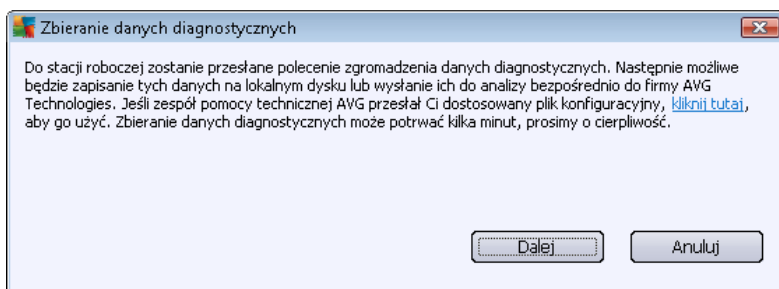 Zbieranie danych diagnostycznych
Do stacji roboczej zostanie przesłane polecenie zgromadzenia danych diagnostycznych. Następnie możliwe
będzie zapisanie tych danych na lokalnym dysku lub wysłanie ich do analizy bezpośrednio do firmy AVG
Technologies. Jeśli zespół pomocy technicznej AVG przesłał Ci dostosowany plik konfiguracyjny, kliknij tutaj,
aby go użyć. Zbieranie danych diagnostycznych może potrwać kilka minut, prosimy o cierpliwość.
Dalej Anuluj